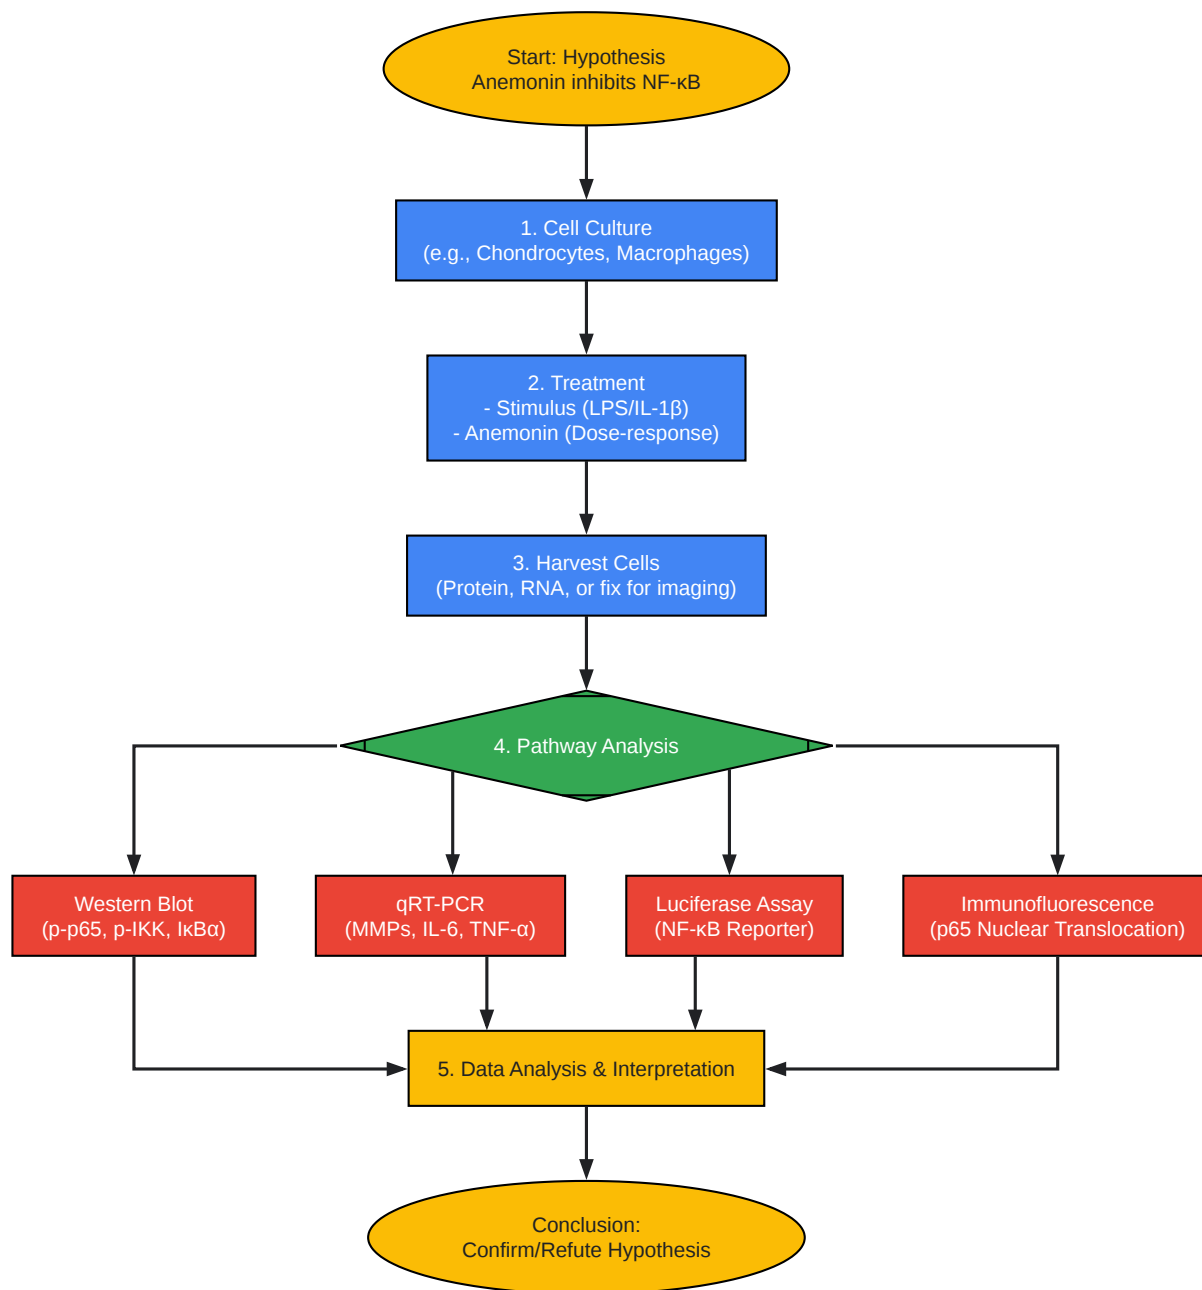 Start: Hypothesis
Anemonin inhibits NF-κB
1. Cell Culture
(e.g., Chondrocytes, Macrophages)
2. Treatment
- Stimulus (LPS/IL-1β)
- Anemonin (Dose-response)
3. Harvest Cells
(Protein, RNA, or fix for imaging)
4. Pathway Analysis
Western Blot
(p-p65, p-IKK, IκBα)
qRT-PCR
(MMPs, IL-6, TNF-α)
Luciferase Assay
(NF-κB Reporter)
Immunofluorescence
(p65 Nuclear Translocation)
5. Data Analysis & Interpretation
Conclusion:
Confirm/Refute Hypothesis